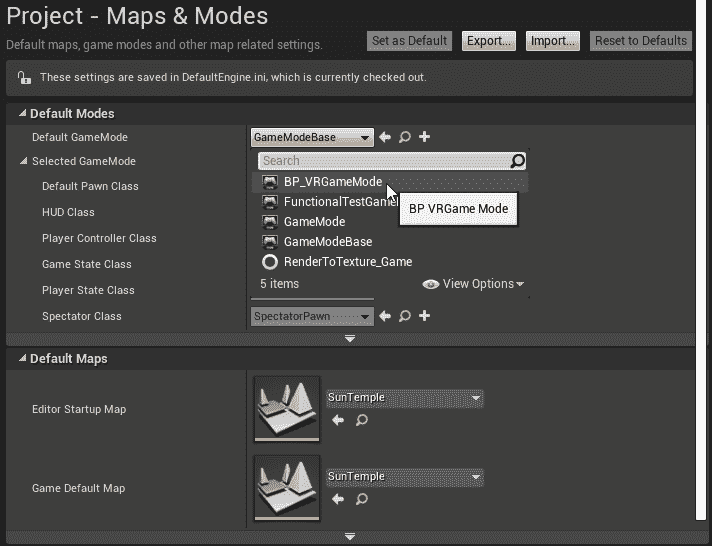 Project - Maps & Modes
Default maps, game modes and other map related settings.
Set as Default
Export...
Import...
Reset to Defaults
These settings are saved in DefaultEngine.ini, which is currently checked out.
Default Modes
Default GameMode
GameModeBase
Selected GameMode
Search
Default Pawn Class
BP_VRGameMode
HUD Class
BP VRGame Mode
Player Controller Class
GameMode
GameModeBase
Game State Class
RenderToTexture_Game
Player State Class
5 items
View Options
Spectator Class
SpectatorPawn
Default Maps
Editor Startup Map
SunTemple
Game Default Map
SunTemple